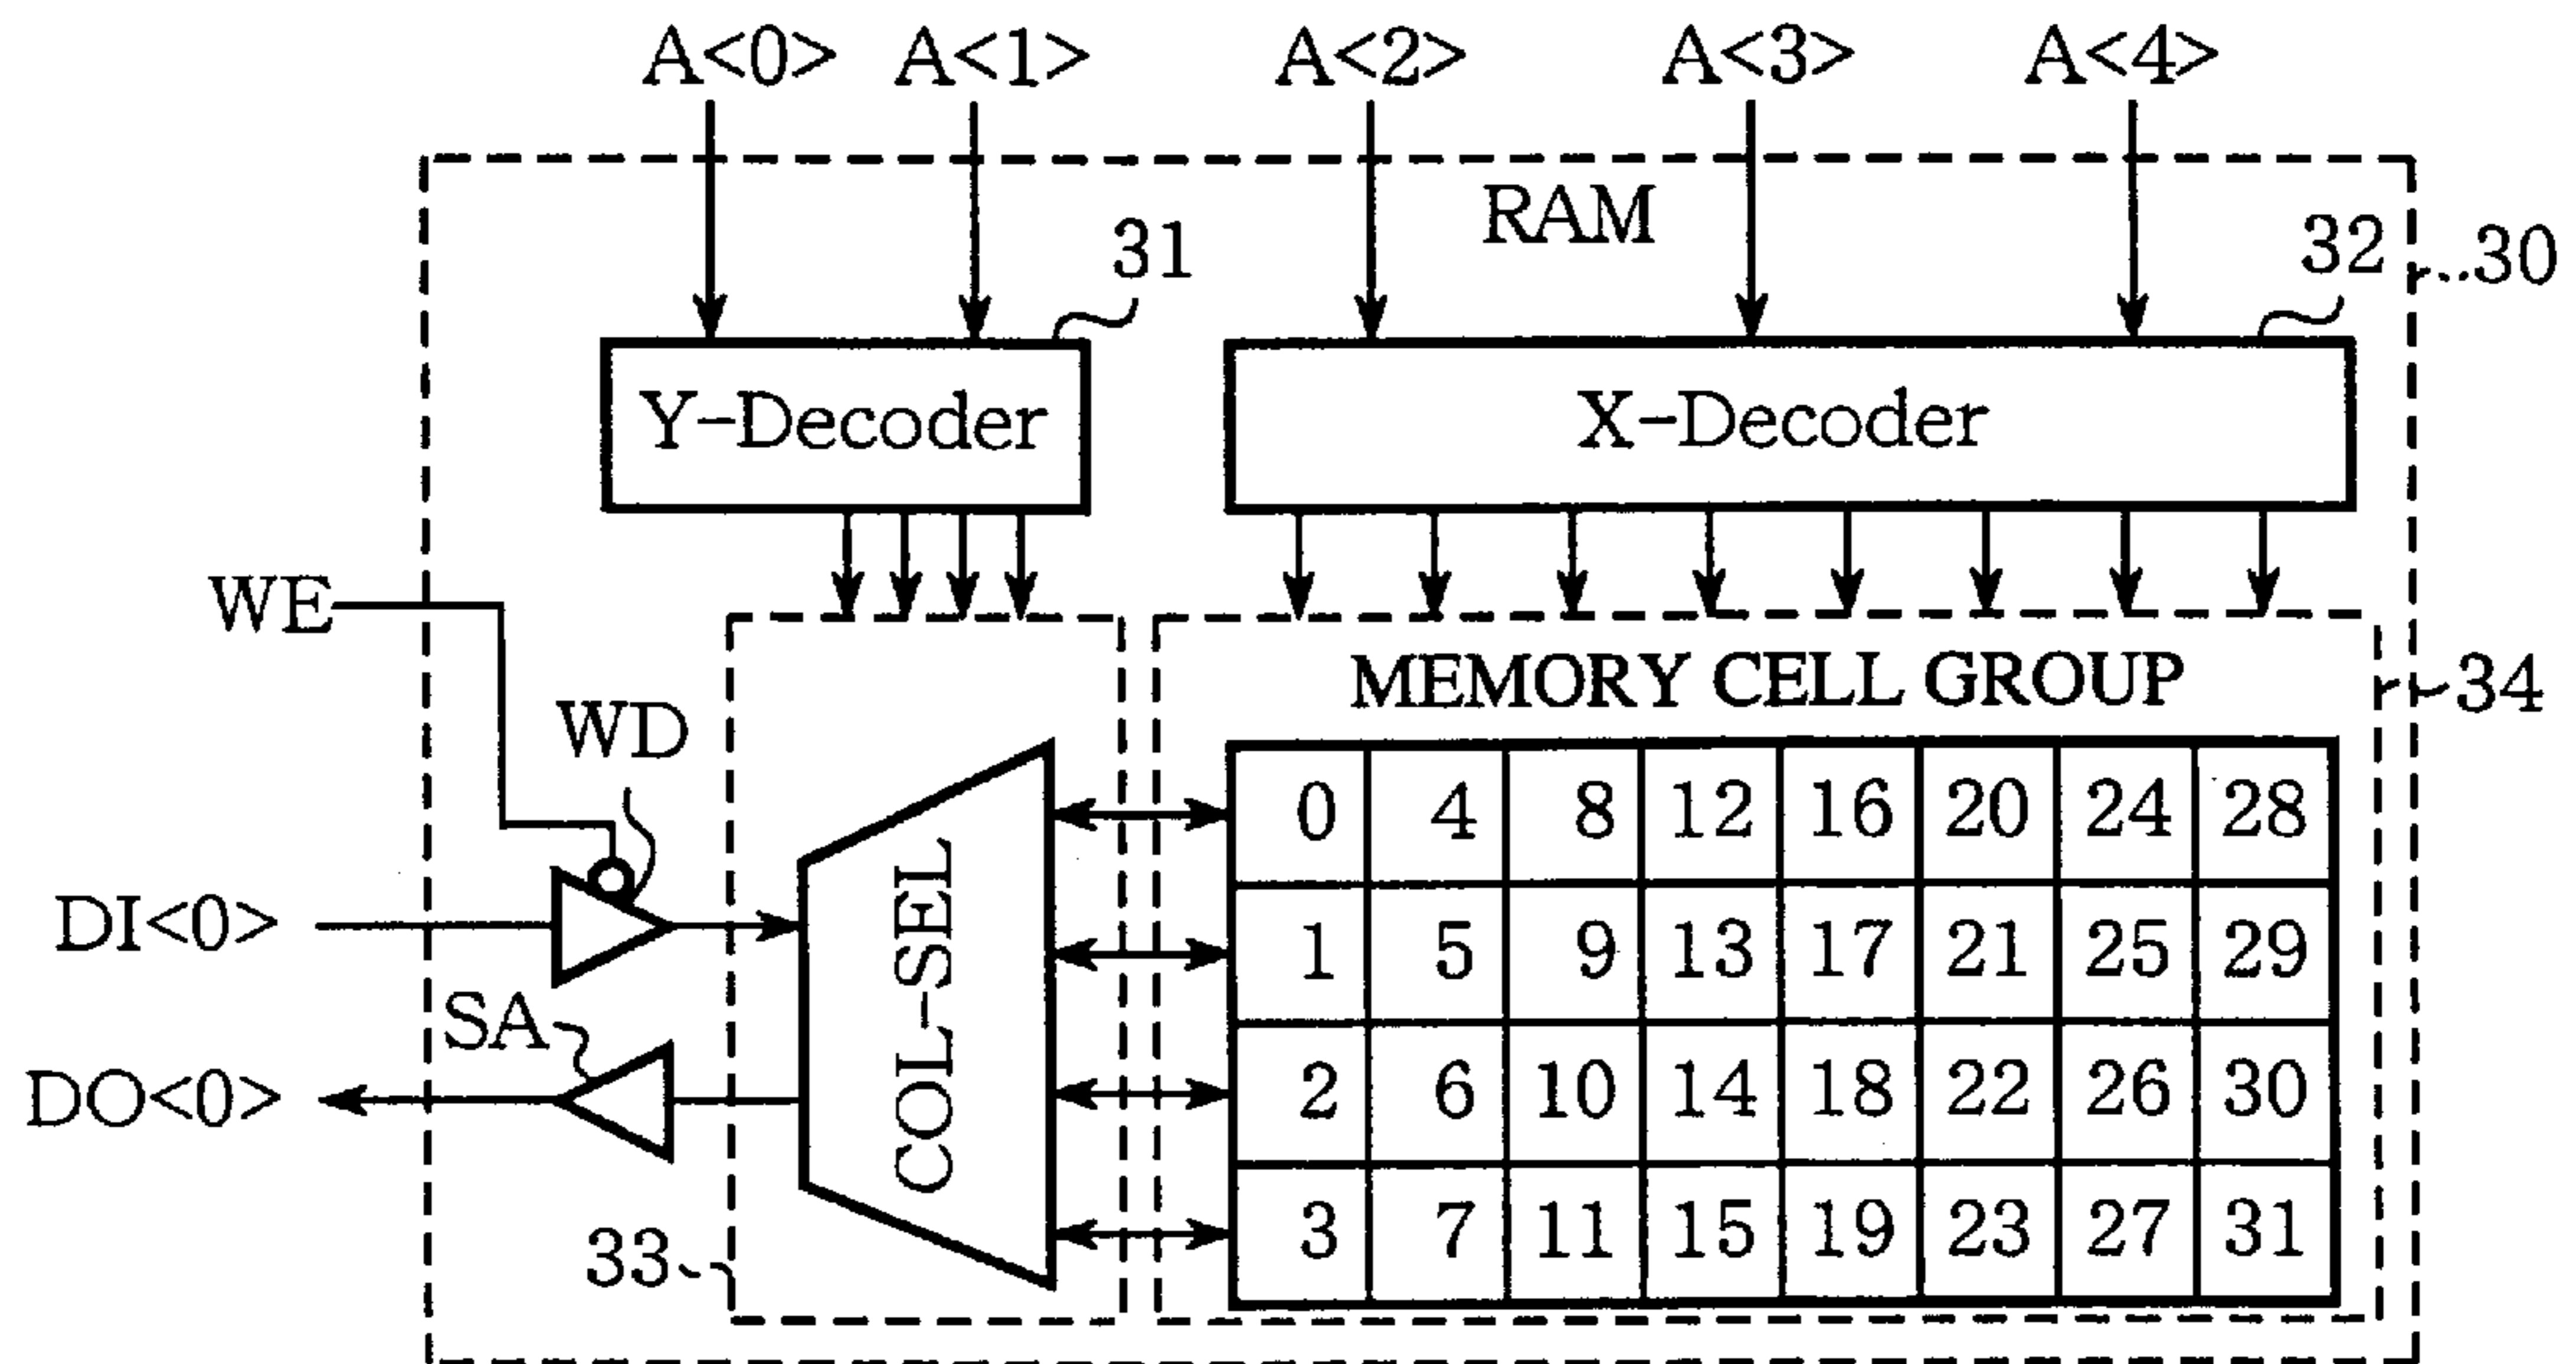 A<0> A<1> A<2> A<3> A<4>
RAM
31 32 30
Y-Decoder X-Decoder
WE
MEMORY CELL GROUP 34
WD
0 4 8 12 16 20 24 28
DI<0> COL-SEL 1 5 9 13 17 21 25 29
SA
DO<0> 2 6 10 14 18 22 26 30
33 3 7 11 15 19 23 27 31